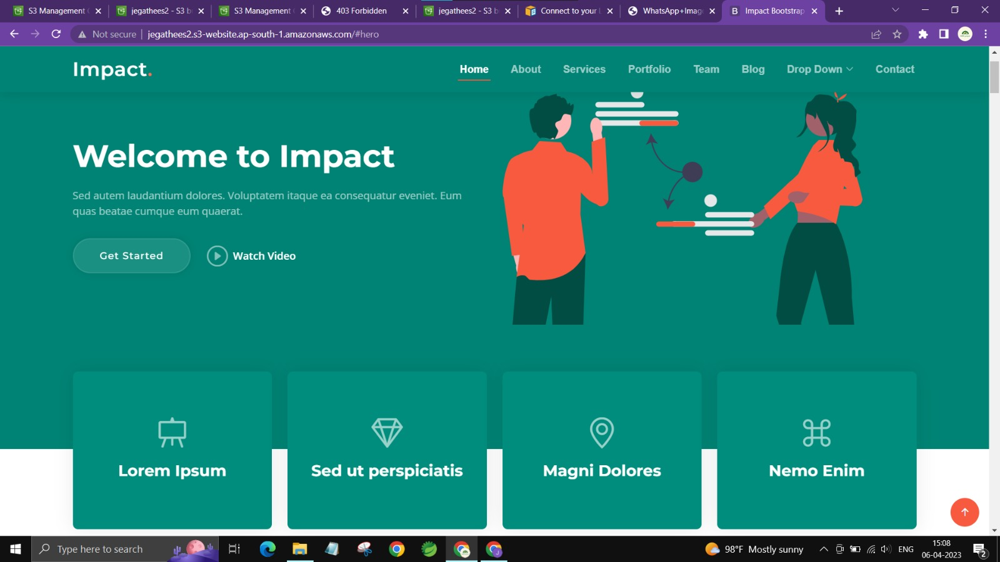 S3 Management
jegathees2 - S3 b
S3 Management
403 Forbidden
jegathees2 - S3 b
Connect to your
WhatsApp+Imag
Impact Bootstrap
Not secure
jegathees2.s3-website.ap-south-1.amazonaws.com/#hero
Impact.
Home
About
Services
Portfolio
Team
Blog
Drop Down
Contact
Welcome to Impact
Sed autem laudantium dolores. Voluptatem itaque ea consequatur eveniet. Eum
quas beatae cumque eum quaerat.
Get Started
Watch Video
Lorem Ipsum
Sed ut perspiciatis
Magni Dolores
Nemo Enim
Type here to search
98°F Mostly sunny
ENG
15:08
06-04-2023
2